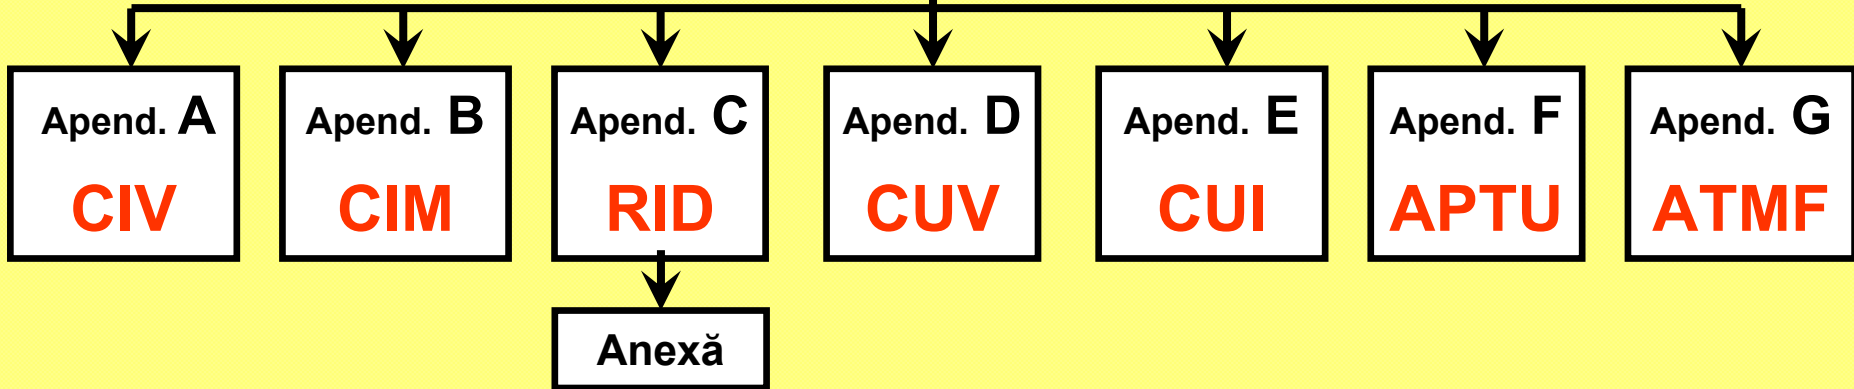 Apend. A
CIV
Apend. B
CIM
Apend. C
RID
Apend. D
CUV
Apend. E
CUI
Apend. F
APTU
Apend. G
ATMF
Anexă